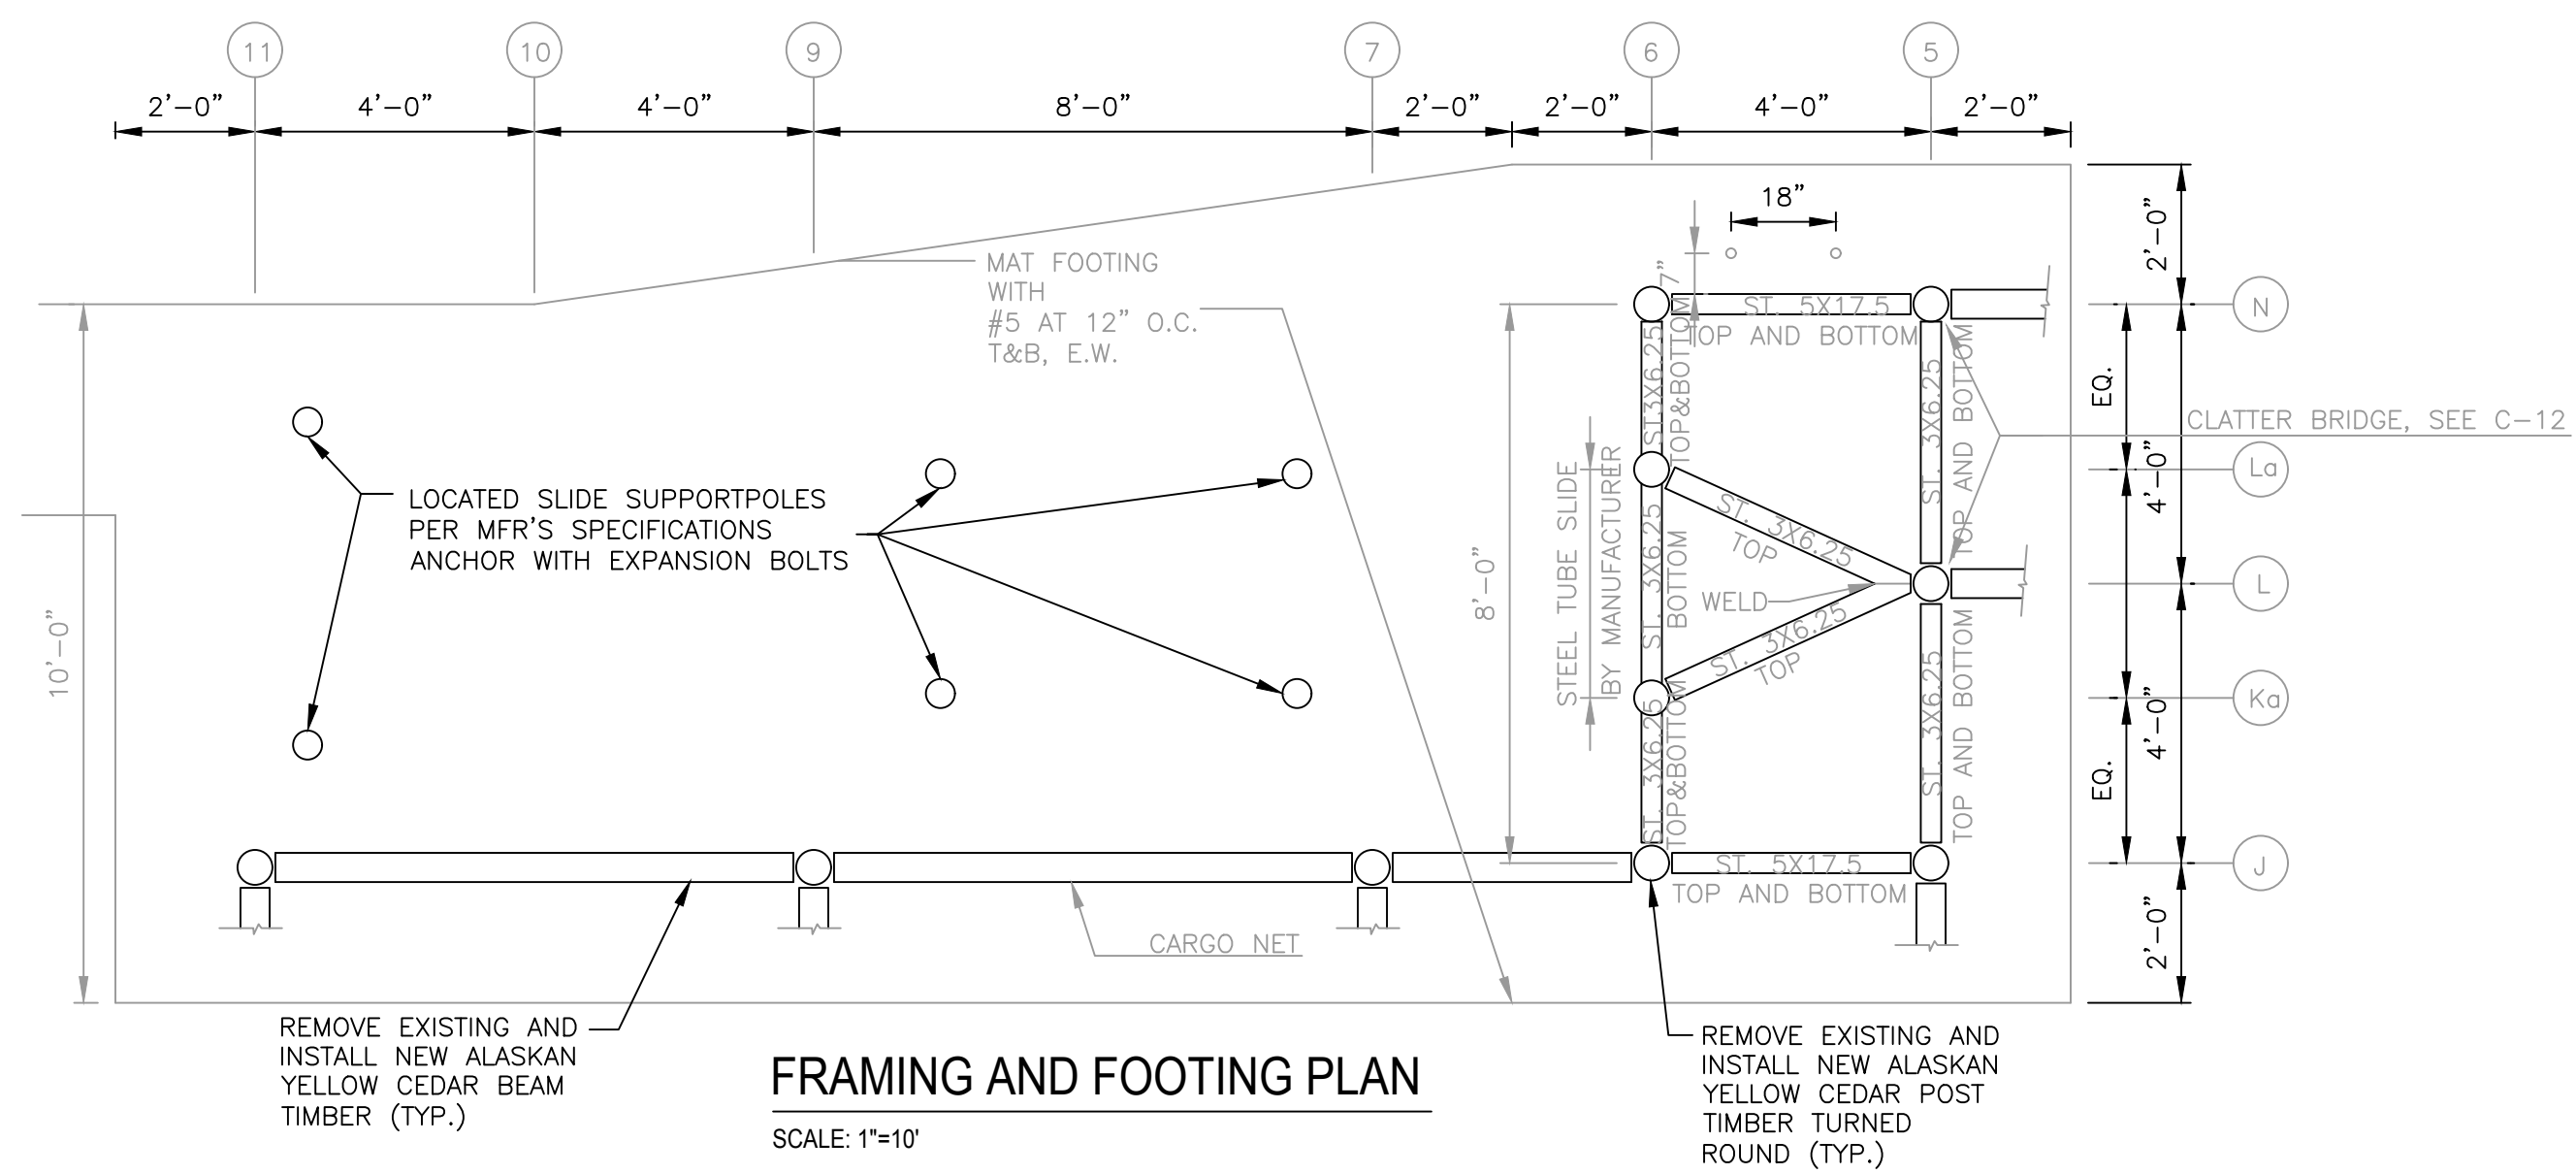 11
10
9
7
6
5
2'-0"
4'-0"
4'-0"
8'-0"
2'-0"
2'-0"
4'-0"
2'-0"
18"
2'-0"
7"
MAT FOOTING
WITH
#5 AT 12" O.C.
T&B, E.W.
ST. 5X17.5
TOP AND BOTTOM
N
ST3X6.25
TOP&BOTTOM
ST. 3X6.25
TOP AND BOTTOM
EQ.
4'-0"
CLATTER BRIDGE, SEE C-12
La
LOCATED SLIDE SUPPORTPOLES
PER MFR'S SPECIFICATIONS
ANCHOR WITH EXPANSION BOLTS
STEEL TUBE SLIDE
BY MANUFACTURER
8'-0"
ST. 3X6.25
BOTTOM
ST. 3X6.25
TOP
WELD
ST. 3X6.25
TOP
L
10'-0"
Ka
ST. 3X6.25
TOP&BOTTOM
ST. 3X6.25
TOP AND BOTTOM
4'-0"
EQ.
J
ST. 5X17.5
TOP AND BOTTOM
2'-0"
CARGO NET
REMOVE EXISTING AND
INSTALL NEW ALASKAN
YELLOW CEDAR BEAM
TIMBER (TYP.)
REMOVE EXISTING AND
INSTALL NEW ALASKAN
YELLOW CEDAR POST
TIMBER TURNED
ROUND (TYP.)
FRAMING AND FOOTING PLAN
SCALE: 1"=10'